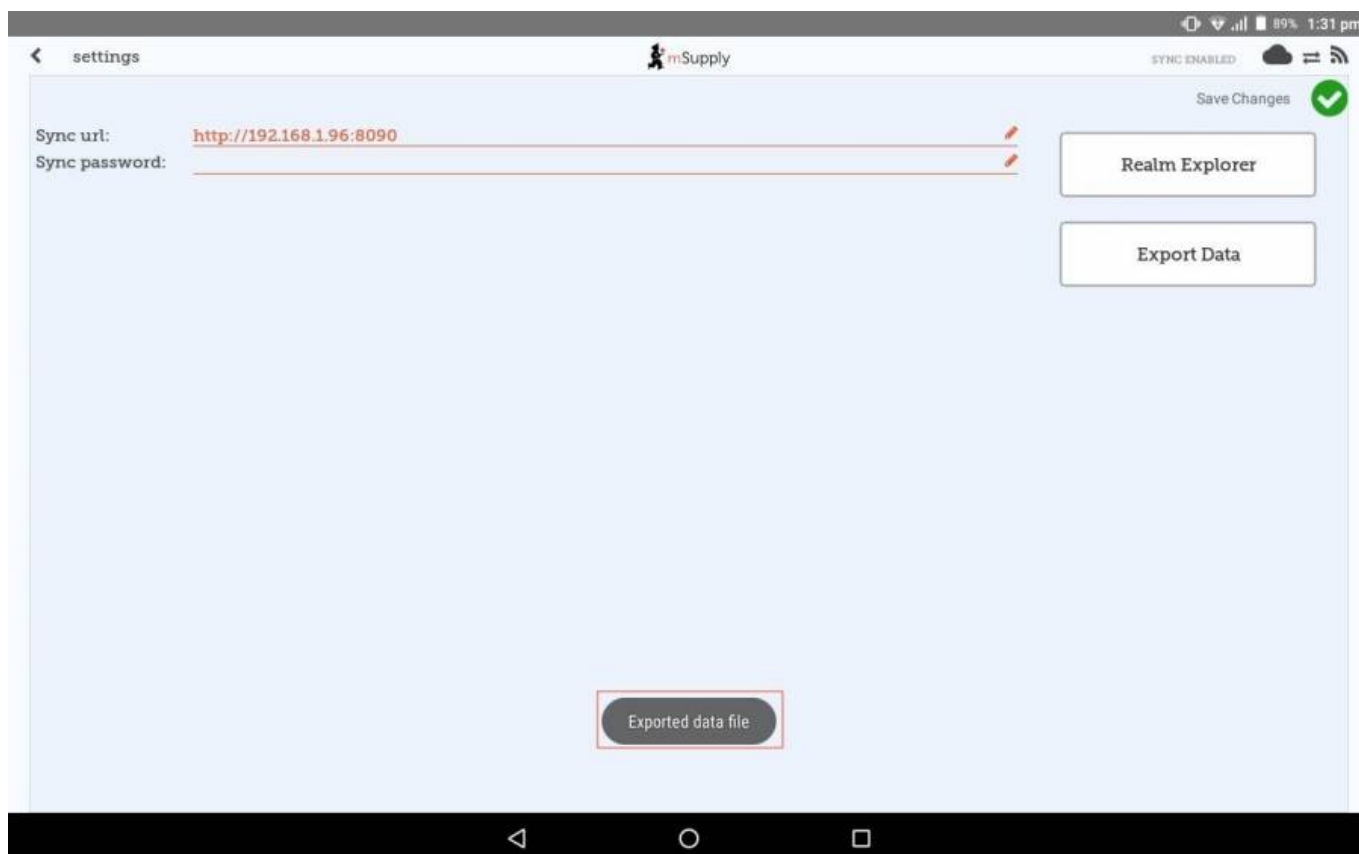 89% 1:31 pm
settings
mSupply
SYNC ENABLED
Save Changes
Sync url: http://192.168.1.96:8090
Sync password:
Realm Explorer
Export Data
Exported data file